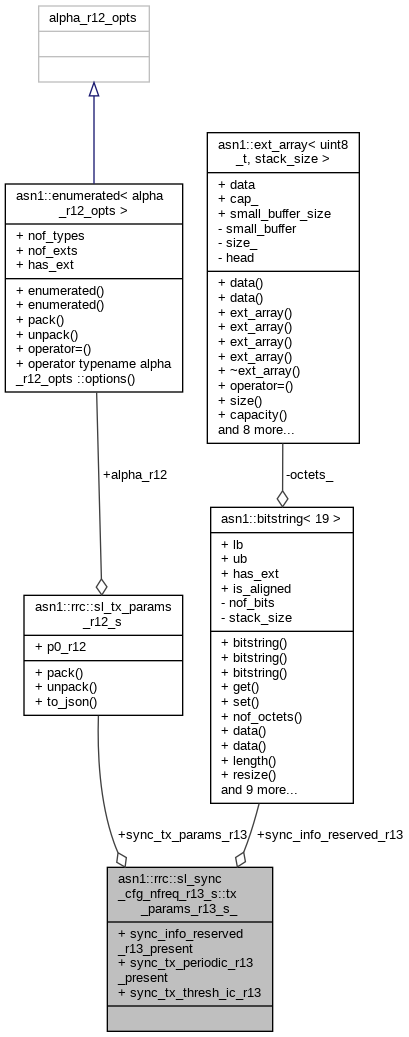 alpha_r12_opts
asn1::enumerated< alpha
_r12_opts >
+ nof_types
+ nof_exts
+ has_ext
+ enumerated()
+ enumerated()
+ pack()
+ unpack()
+ operator=()
+ operator typename alpha
_r12_opts ::options()
asn1::ext_array< uint8
_t, stack_size >
+ data
+ cap_
+ small_buffer_size
- small_buffer
- size_
- head
+ data()
+ data()
+ ext_array()
+ ext_array()
+ ext_array()
+ ext_array()
+ ~ext_array()
+ operator=()
+ size()
+ capacity()
and 8 more...
+alpha_r12
-octets_
asn1::rrc::sl_tx_params
_r12_s
+ p0_r12
+ pack()
+ unpack()
+ to_json()
asn1::bitstring< 19 >
+ lb
+ ub
+ has_ext
+ is_aligned
- nof_bits
- stack_size
+ bitstring()
+ bitstring()
+ bitstring()
+ get()
+ set()
+ nof_octets()
+ data()
+ data()
+ length()
+ resize()
and 9 more...
+sync_tx_params_r13
+sync_info_reserved_r13
asn1::rrc::sl_sync
_cfg_nfreq_r13_s::tx
_params_r13_s_
+ sync_info_reserved
_r13_present
+ sync_tx_periodic_r13
_present
+ sync_tx_thresh_ic_r13